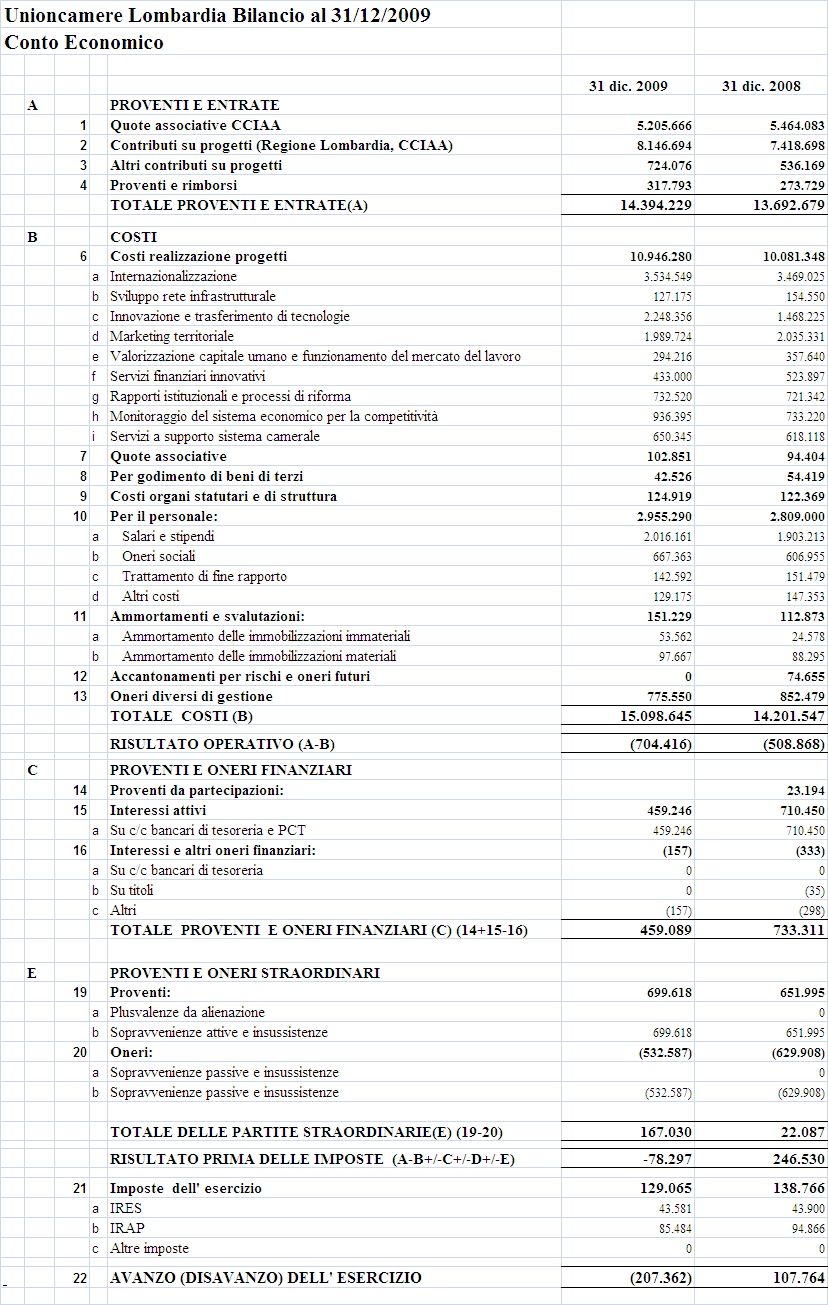 Unioncamere Lombardia Bilancio al 31/12/2009
Conto Economico
31 dic. 2009 31 dic. 2008
A PROVENTI E ENTRATE
1 Quote associative CCIAA 5.205.666 5.464.083
2 Contributi su progetti (Regione Lombardia, CCIAA) 8.146.694 7.418.698
3 Altri contributi su progetti 724.076 536.169
4 Proventi e rimborsi 317.793 273.729
TOTALE PROVENTI E ENTRATE(A) 14.394.229 13.692.679
B COSTI
6 Costi realizzazione progetti 10.946.280 10.081.348
a Internazionalizzazione 3.534.549 3.469.025
b Sviluppo rete infrastrutturale 127.175 154.550
c Innovazione e trasferimento di tecnologie 2.248.356 1.468.225
d Marketing territoriale 1.989.724 2.035.331
e Valorizzazione capitale umano e funzionamento del mercato del lavoro 294.216 357.640
f Servizi finanziari innovativi 433.000 523.897
g Rapporti istituzionali e processi di riforma 732.520 721.342
h Monitoraggio del sistema economico per la competitività 936.395 733.220
i Servizi a supporto sistema camerale 650.345 618.118
7 Quote associative 102.851 94.404
8 Per godimento di beni di terzi 42.526 54.419
9 Costi organi statutari e di struttura 124.919 122.369
10 Per il personale: 2.955.290 2.809.000
a Salari e stipendi 2.016.161 1.903.213
b Oneri sociali 667.363 606.955
c Trattamento di fine rapporto 142.592 151.479
d Altri costi 129.175 147.353
11 Ammortamenti e svalutazioni: 151.229 112.873
a Ammortamento delle immobilizzazioni immateriali 53.562 24.578
b Ammortamento delle immobilizzazioni materiali 97.667 88.295
12 Accantonamenti per rischi e oneri futuri 0 74.655
13 Oneri diversi di gestione 775.550 852.479
TOTALE COSTI (B) 15.098.645 14.201.547
RISULTATO OPERATIVO (A-B) (704.416) (508.868)
C PROVENTI E ONERI FINANZIARI
14 Proventi da partecipazioni: 23.194
15 Interessi attivi 459.246 710.450
a Su c/c bancari di tesoreria e PCT 459.246 710.450
16 Interessi e altri oneri finanziari: (157) (333)
a Su c/c bancari di tesoreria 0 0
b Su titoli 0 (35)
c Altri (157) (298)
TOTALE PROVENTI E ONERI FINANZIARI (C) (14+15-16) 459.089 733.311
E PROVENTI E ONERI STRAORDINARI
19 Proventi: 699.618 651.995
a Plusvalenze da alienazione 0
b Sopravvenienze attive e insussistenze 699.618 651.995
20 Oneri: (532.587) (629.908)
a Sopravvenienze passive e insussistenze 0
b Sopravvenienze passive e insussistenze (532.587) (629.908)
TOTALE DELLE PARTITE STRAORDINARIE(E) (19-20) 167.030 22.087
RISULTATO PRIMA DELLE IMPOSTE (A-B+/-C+/-D+/-E) -78.297 246.530
21 Imposte dell' esercizio 129.065 138.766
a IRES 43.581 43.900
b IRAP 85.484 94.866
c Altre imposte 0 0
- 22 AVANZO (DISAVANZO) DELL' ESERCIZIO (207.362) 107.764